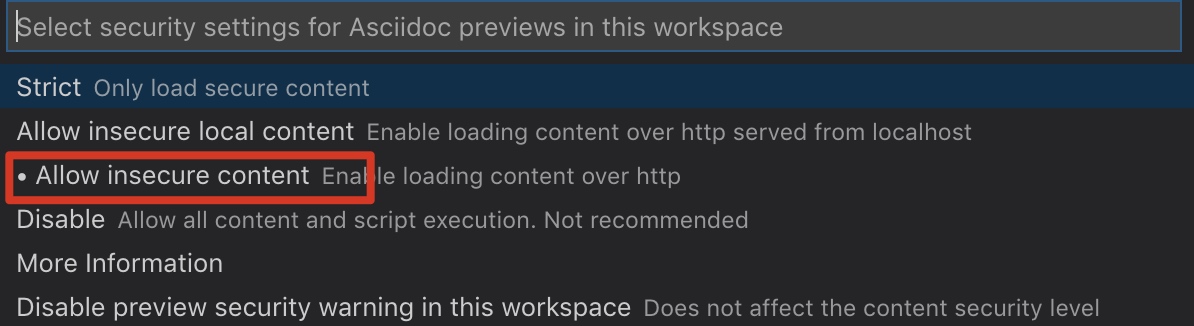 Select security settings for Asciidoc previews in this workspace
Strict Only load secure content
Allow insecure local content Enable loading content over http served from localhost
• Allow insecure content Enable loading content over http
Disable Allow all content and script execution. Not recommended
More Information
Disable preview security warning in this workspace Does not affect the content security level